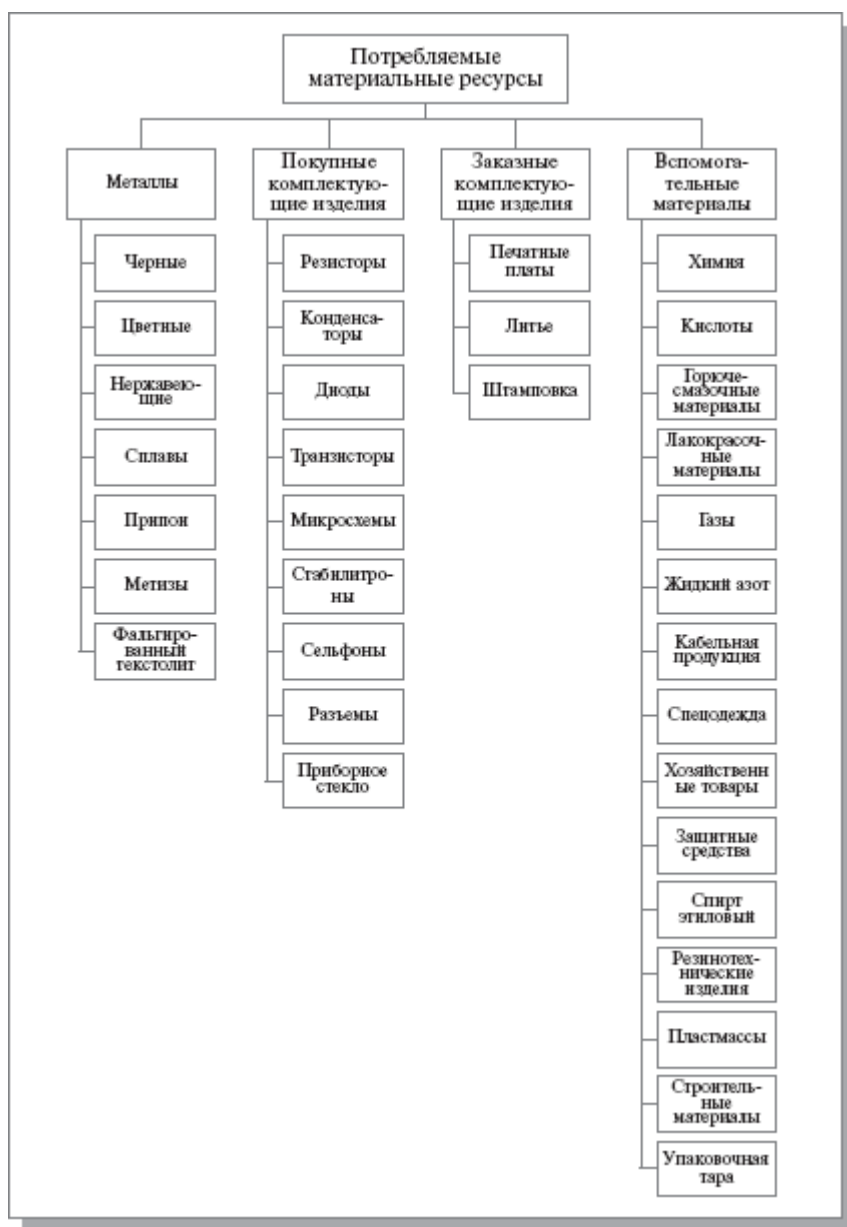 Потребляемые
материальные ресурсы
Металлы
Черные
Цветные
Нержавею-
щие
Сплавы
Припои
Метизы
Фальгиро-
ванный
текстолит
Покупные
комплектую-
щие изделия
Резисторы
Конденса-
торы
Диоды
Транзисторы
Микросхемы
Стабилитро-
ны
Сельфоны
Разъемы
Приборное
стекло
Заказные
комплектую-
щие изделия
Печатные
платы
Литье
Штамповка
Вспомога-
тельные
материалы
Химия
Кислоты
Горюче-
смазочные
материалы
Лакокрасоч-
ные
материалы
Газы
Жидкий азот
Кабельная
продукция
Спецодежда
Хозяйственн
ые товары
Защитные
средства
Спирт
этиловый
Резинотех-
нические
изделия
Пластмассы
Строитель-
ные
материалы
Упаковочная
тара